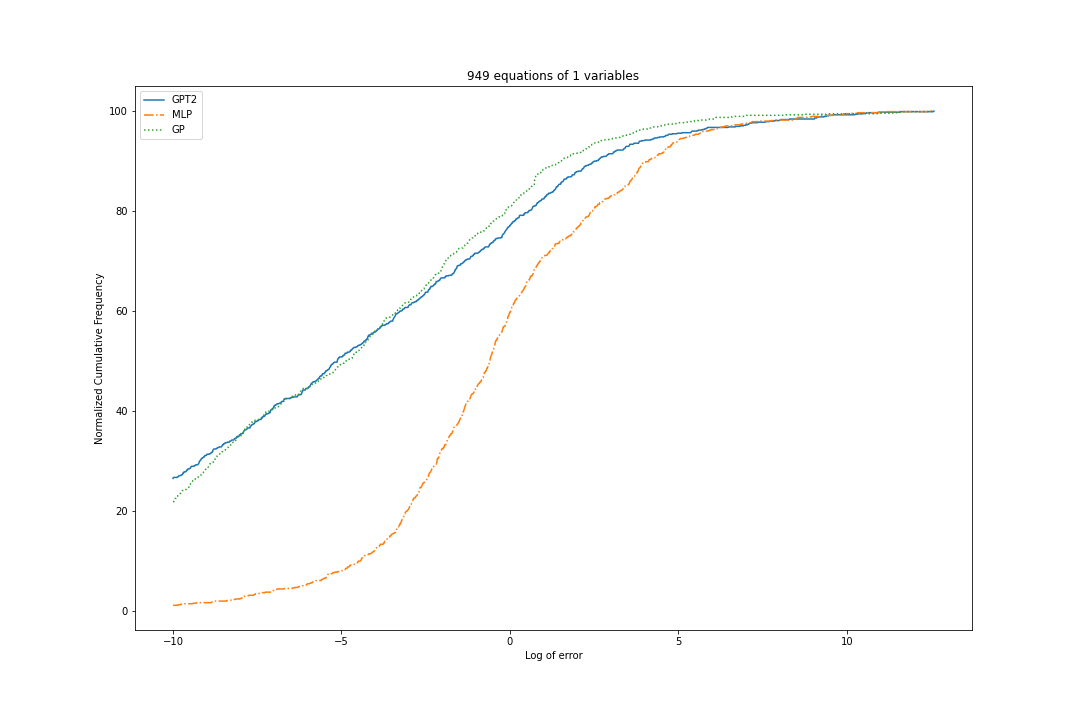 949 equations of 1 variables
GPT2
MLP
GP
Normalized Cumulative Frequency
100
80
60
40
20
0
−10
−5
0
5
10
Log of error